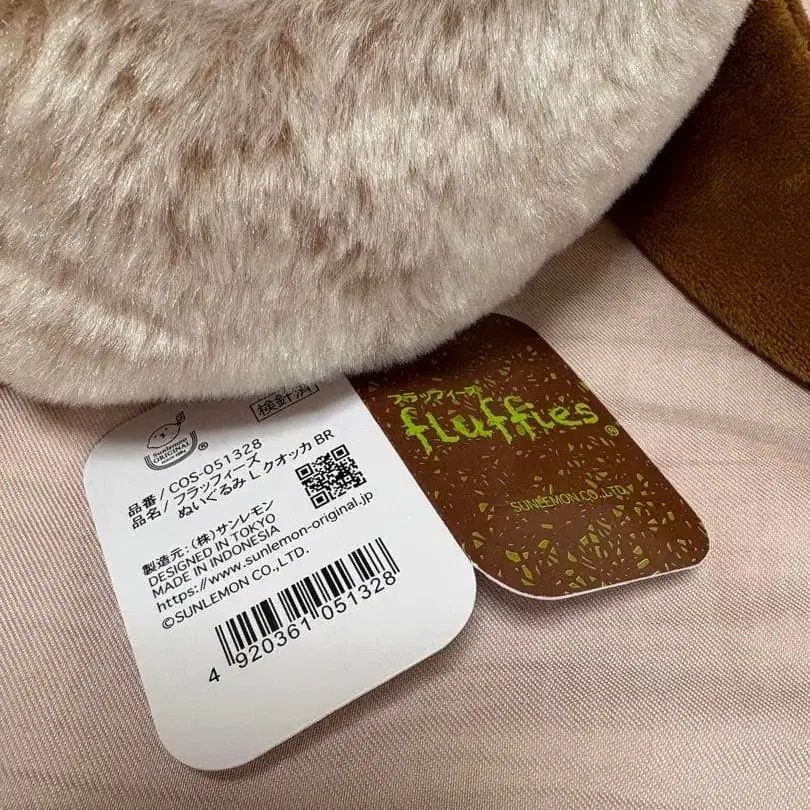 検針済
Sunlemon
ORIGINAL
®
品番/COS-051328
品名/フラッフィーズ
ぬいぐるみ L クオッカ BR
製造元:(株)サンレモン
DESIGNED IN TOKYO
MADE IN INDONESIA
https://www.sunlemon-original.jp
©SUNLEMON CO.,LTD.
4 920361 051328
フラッフィーズ
fluffies®
SUNLEMON CO.,LTD.